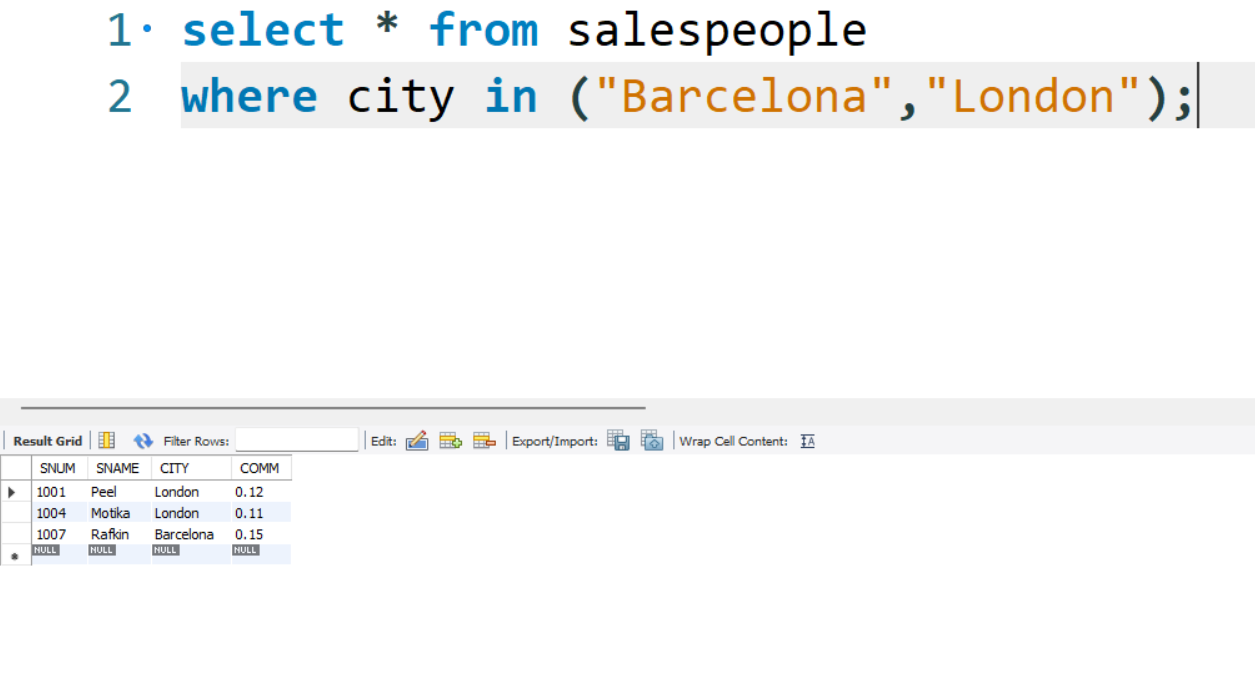 1 select * from salespeople
2 where city in ("Barcelona","London");
Result Grid Filter Rows: Edit: Export/Import: Wrap Cell Content: IA
SNUM SNAME CITY COMM
1001 Peel London 0.12
1004 Motika London 0.11
1007 Rafkin Barcelona 0.15
NULL NULL NULL NULL